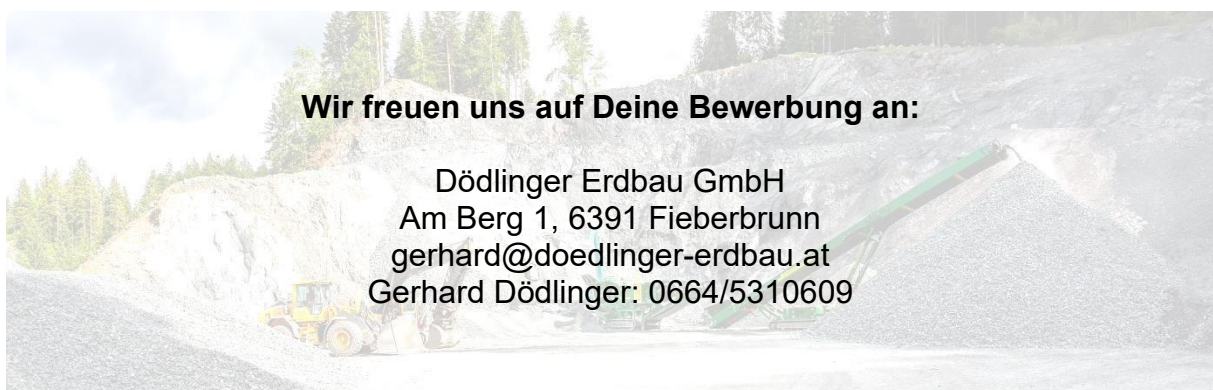 Wir freuen uns auf Deine Bewerbung an:
Dödlinger Erdbau GmbH
Am Berg 1, 6391 Fieberbrunn
gerhard@doedlinger-erdbau.at
Gerhard Dödlinger: 0664/5310609